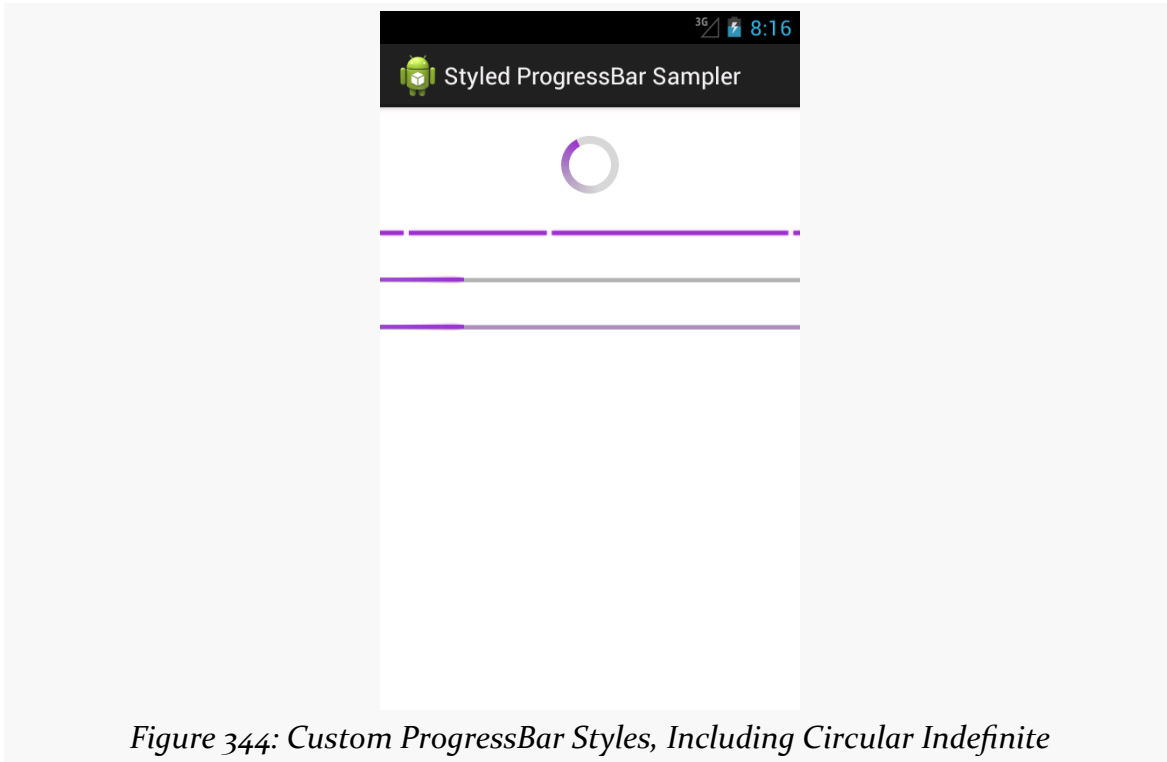 3G 8:16
Styled ProgressBar Sampler
Figure 344: Custom ProgressBar Styles, Including Circular Indefinite